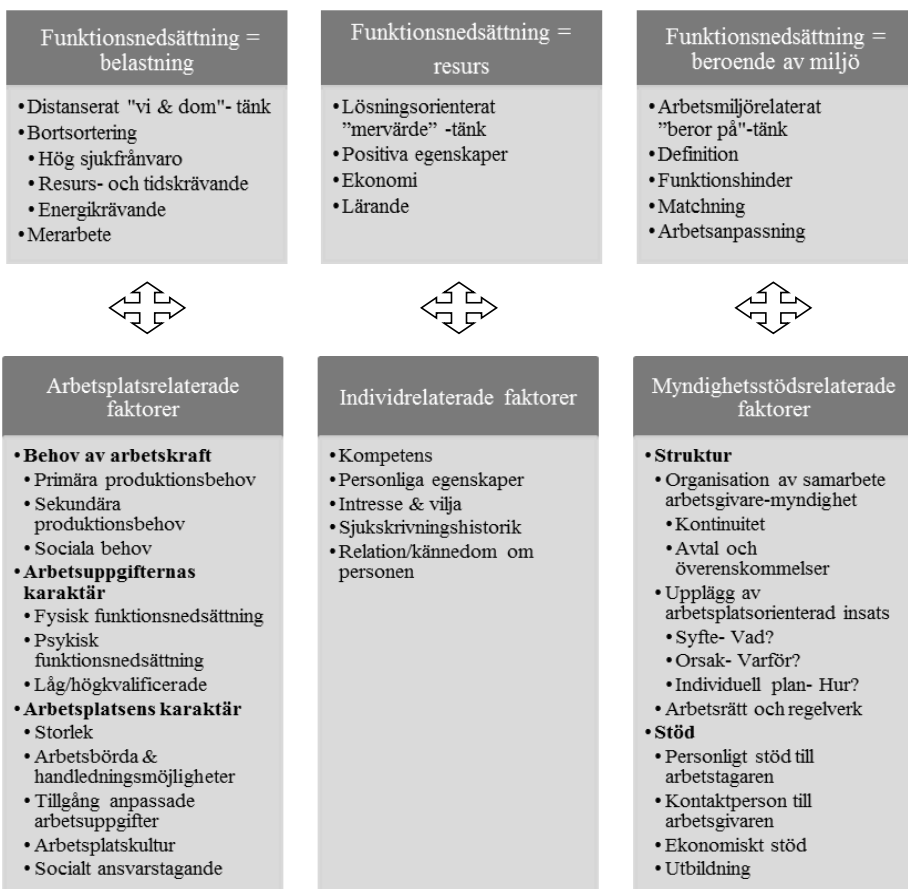 Funktionsnedsättning =
belastning
•Distanserat "vi & dom"- tänk
•Bortsortering
•Hög sjukfrånvaro
•Resurs- och tidskrävande
•Energikrävande
•Merarbete
Funktionsnedsättning =
resurs
•Lösningsorienterat
”mervärde” -tänk
•Positiva egenskaper
•Ekonomi
•Lärande
Funktionsnedsättning =
beroende av miljö
•Arbetsmiljörelaterat
”beror på"-tänk
•Definition
•Funktionshinder
•Matchning
•Arbetsanpassning
Arbetsplatsrelaterade
faktorer
•Behov av arbetskraft
•Primära produktionsbehov
•Sekundära
produktionsbehov
•Sociala behov
•Arbetsuppgifternas
karaktär
•Fysisk funktionsnedsättning
•Psykisk
funktionsnedsättning
•Låg/högkvalificerade
•Arbetsplatsens karaktär
•Storlek
•Arbetsbörda &
handledningsmöjligheter
•Tillgång anpassade
arbetsuppgifter
•Arbetsplatskultur
•Socialt ansvarstagande
Individrelaterade faktorer
•Kompetens
•Personliga egenskaper
•Intresse & vilja
•Sjukskrivningshistorik
•Relation/kännedom om
personen
Myndighetsstödsrelaterade
faktorer
•Struktur
•Organisation av samarbete
arbetsgivare-myndighet
•Kontinuitet
•Avtal och
överenskommelser
•Upplägg av
arbetsplatsorienterad insats
•Syfte- Vad?
•Orsak- Varför?
•Individuell plan- Hur?
•Arbetsrätt och regelverk
•Stöd
•Personligt stöd till
arbetstagaren
•Kontaktperson till
arbetsgivaren
•Ekonomiskt stöd
•Utbildning